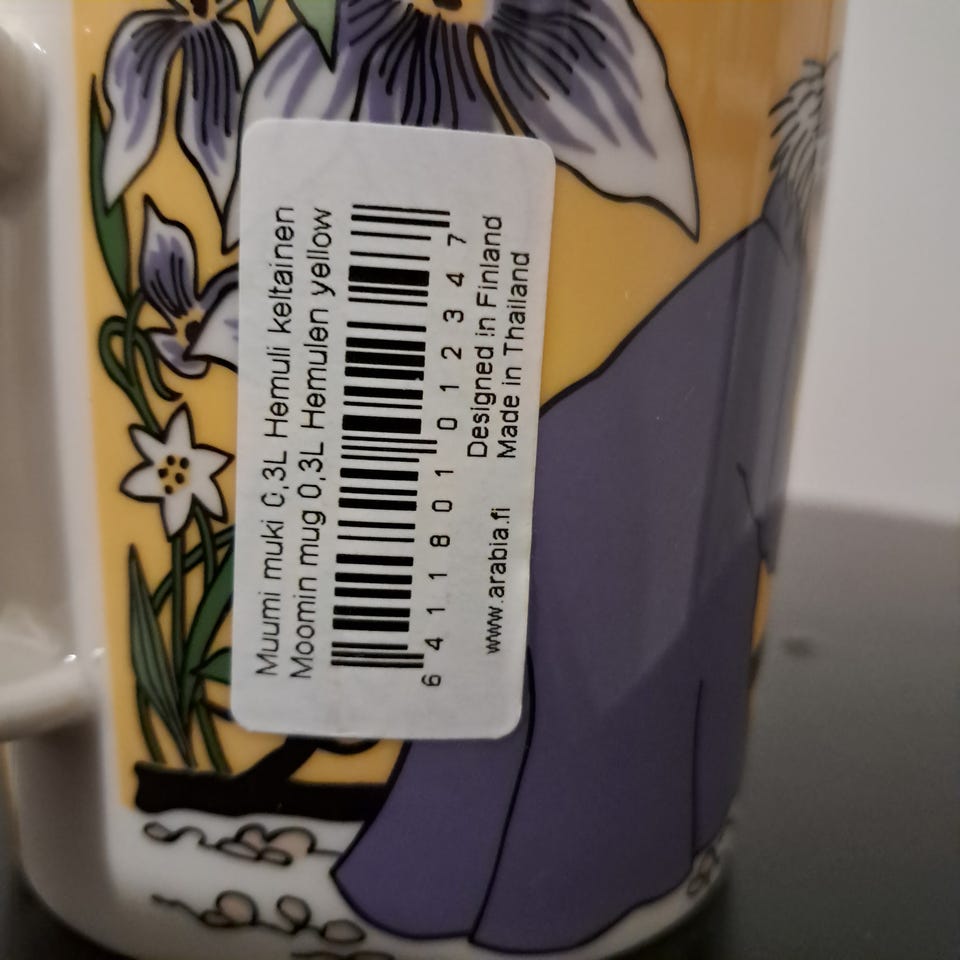 Muumi muki 0,3L Hemuli keltainen
Moomin mug 0,3L Hemulen yellow
6 411801 012347
Designed in Finland
www.arabia.fi Made in Thailand